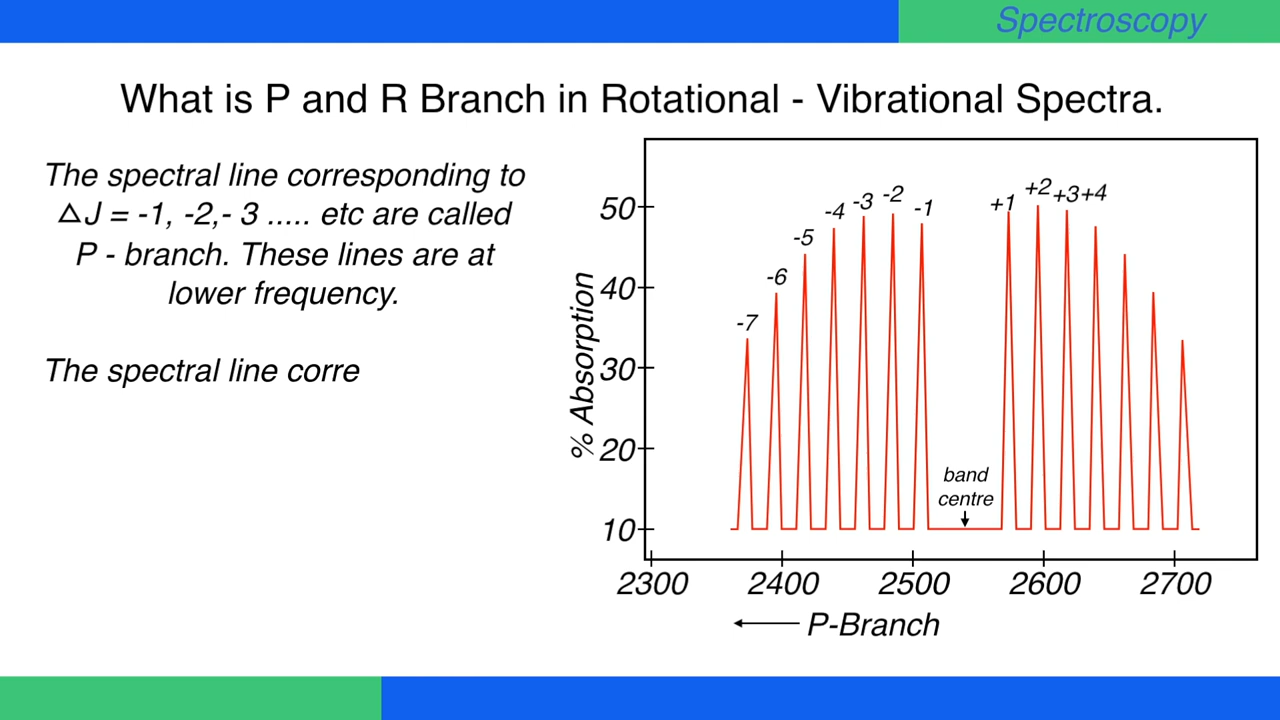 Spectroscopy
What is P and R Branch in Rotational - Vibrational Spectra.
The spectral line corresponding to
△J = -1, -2,- 3 ..... etc are called
P - branch. These lines are at
lower frequency.
The spectral line corre
% Absorption
50
40
30
20
10
-7
-6
-5
-4
-3
-2
-1
+1
+2
+3
+4
band
centre
2300 2400 2500 2600 2700
P-Branch